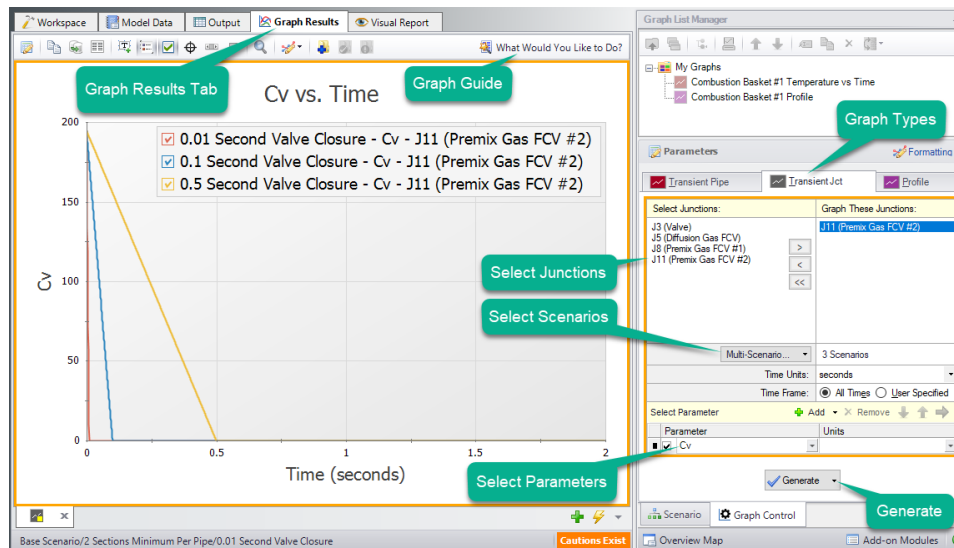 Workspace Model Data Output Graph Results Visual Report
What Would You Like to Do?
Graph Results Tab
Graph Guide
Cv vs. Time
0.01 Second Valve Closure - Cv - J11 (Premix Gas FCV #2)
0.1 Second Valve Closure - Cv - J11 (Premix Gas FCV #2)
0.5 Second Valve Closure - Cv - J11 (Premix Gas FCV #2)
200
150
100
50
0
Cv
0 0.5 1 1.5 2
Time (seconds)
Base Scenario/2 Sections Minimum Per Pipe/0.01 Second Valve Closure
Cautions Exist
Graph List Manager
My Graphs
Combustion Basket #1 Temperature vs Time
Combustion Basket #1 Profile
Graph Types
Parameters
Formatting
Transient Pipe Transient Jct Profile
Select Junctions: Graph These Junctions:
J3 (Valve)
J5 (Diffusion Gas FCV)
J8 (Premix Gas FCV #1)
J11 (Premix Gas FCV #2)
J11 (Premix Gas FCV #2)
>
<
<<
Select Junctions
Select Scenarios
Multi-Scenario... 3 Scenarios
Time Units: seconds
Time Frame: All Times User Specified
Select Parameter Add Remove
Parameter Units
Cv
Select Parameters
Generate
Generate
Scenario Graph Control
Overview Map Add-on Modules